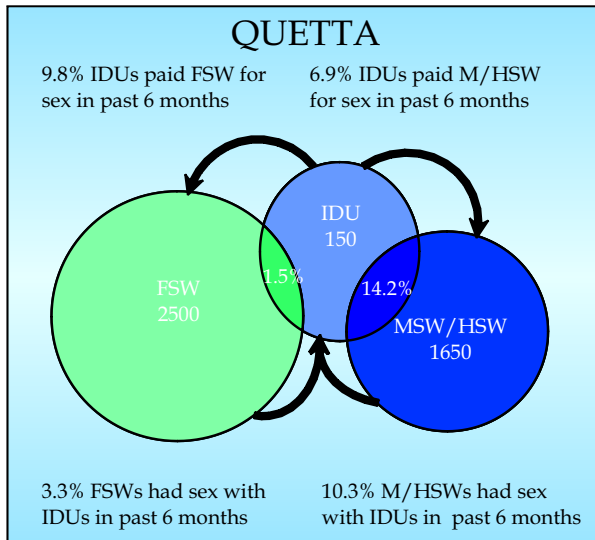 QUETTA
9.8% IDUs paid FSW for
sex in past 6 months
6.9% IDUs paid M/HSW
for sex in past 6 months
IDU
150
1.5%
14.2%
FSW
2500
MSW/HSW
1650
3.3% FSWs had sex with
IDUs in past 6 months
10.3% M/HSWs had sex
with IDUs in past 6 months